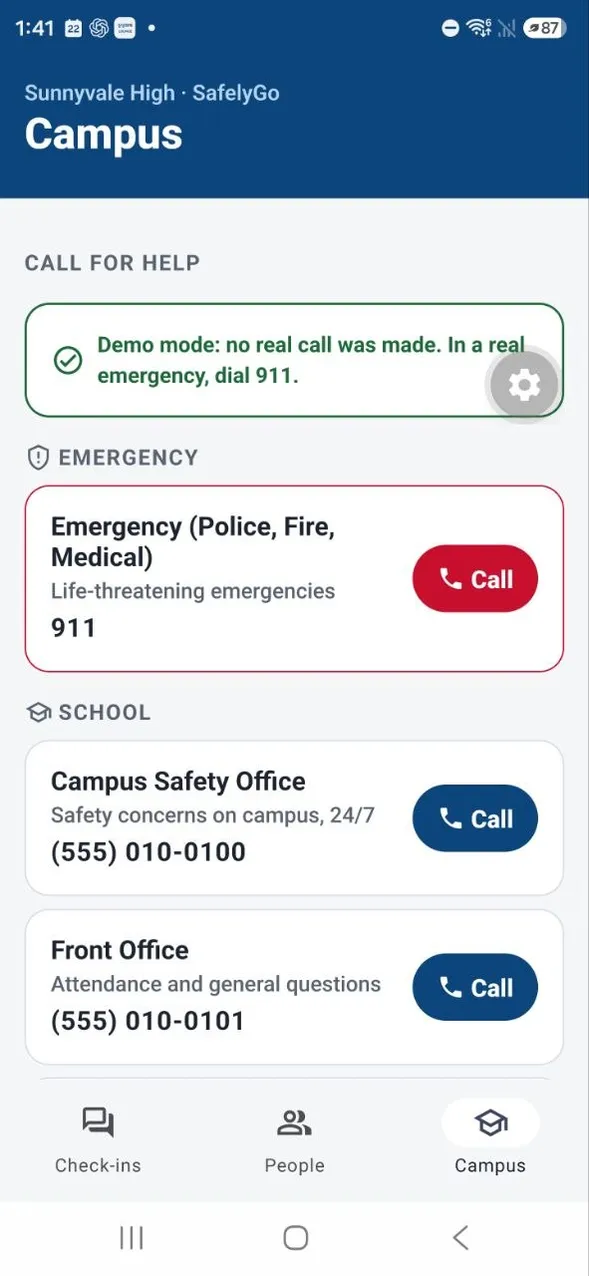 1:41
22
6
87
Sunnyvale High · SafelyGo
Campus
CALL FOR HELP
Demo mode: no real call was made. In a real
emergency, dial 911.
EMERGENCY
Emergency (Police, Fire,
Medical)
Life-threatening emergencies
911
Call
SCHOOL
Campus Safety Office
Safety concerns on campus, 24/7
(555) 010-0100
Call
Front Office
Attendance and general questions
(555) 010-0101
Call
Check-ins
People
Campus